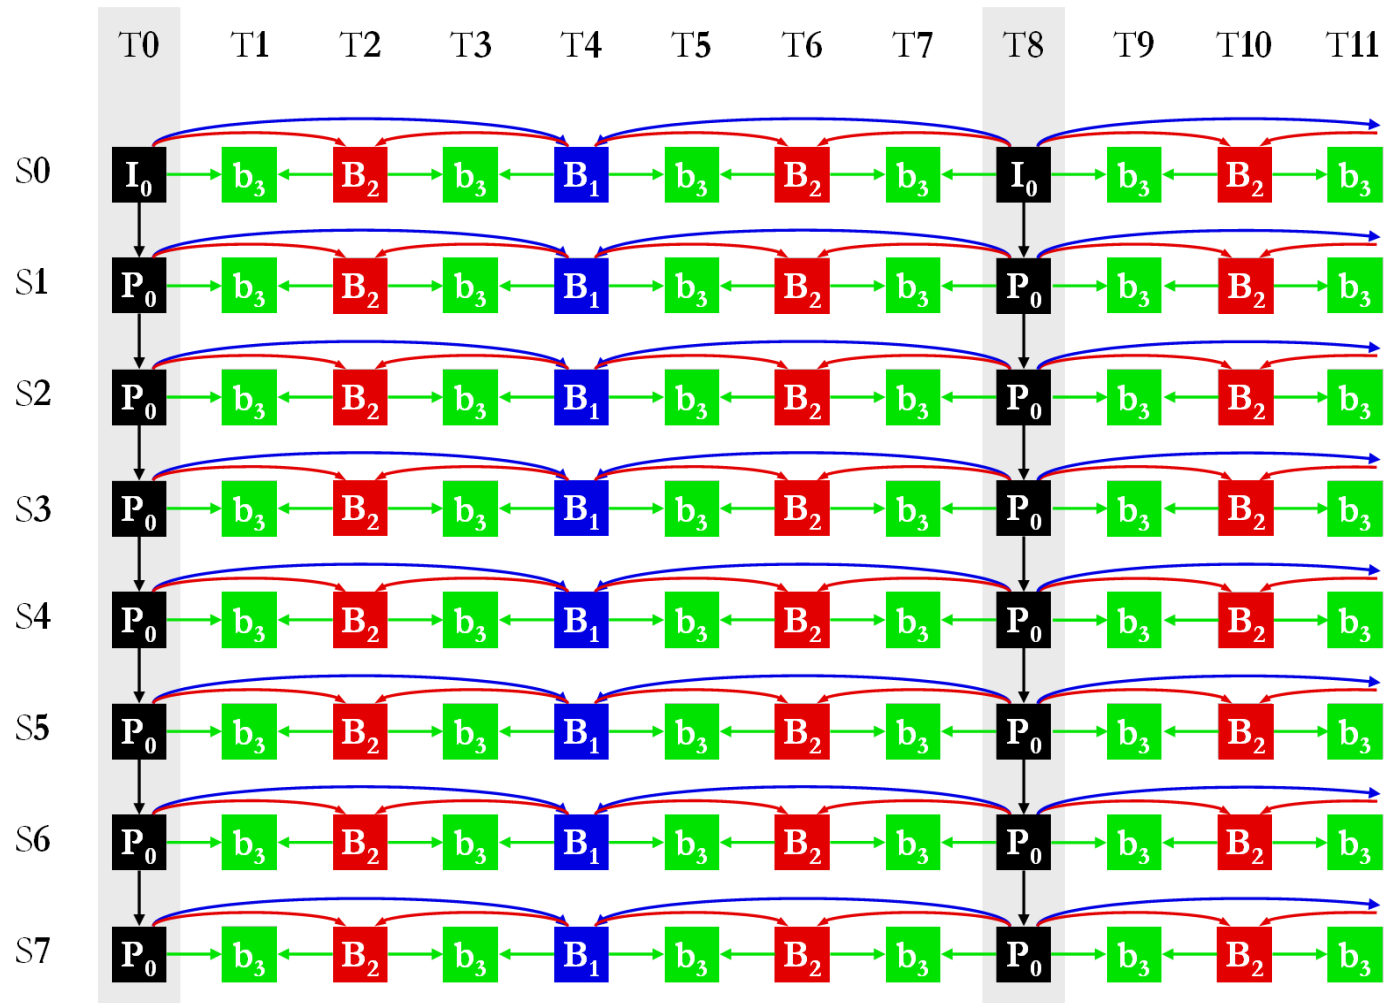 T0 T1 T2 T3 T4 T5 T6 T7 T8 T9 T10 T11
S0 I0 b3 B2 b3 B1 b3 B2 b3 I0 b3 B2 b3
S1 P0 b3 B2 b3 B1 b3 B2 b3 P0 b3 B2 b3
S2 P0 b3 B2 b3 B1 b3 B2 b3 P0 b3 B2 b3
S3 P0 b3 B2 b3 B1 b3 B2 b3 P0 b3 B2 b3
S4 P0 b3 B2 b3 B1 b3 B2 b3 P0 b3 B2 b3
S5 P0 b3 B2 b3 B1 b3 B2 b3 P0 b3 B2 b3
S6 P0 b3 B2 b3 B1 b3 B2 b3 P0 b3 B2 b3
S7 P0 b3 B2 b3 B1 b3 B2 b3 P0 b3 B2 b3